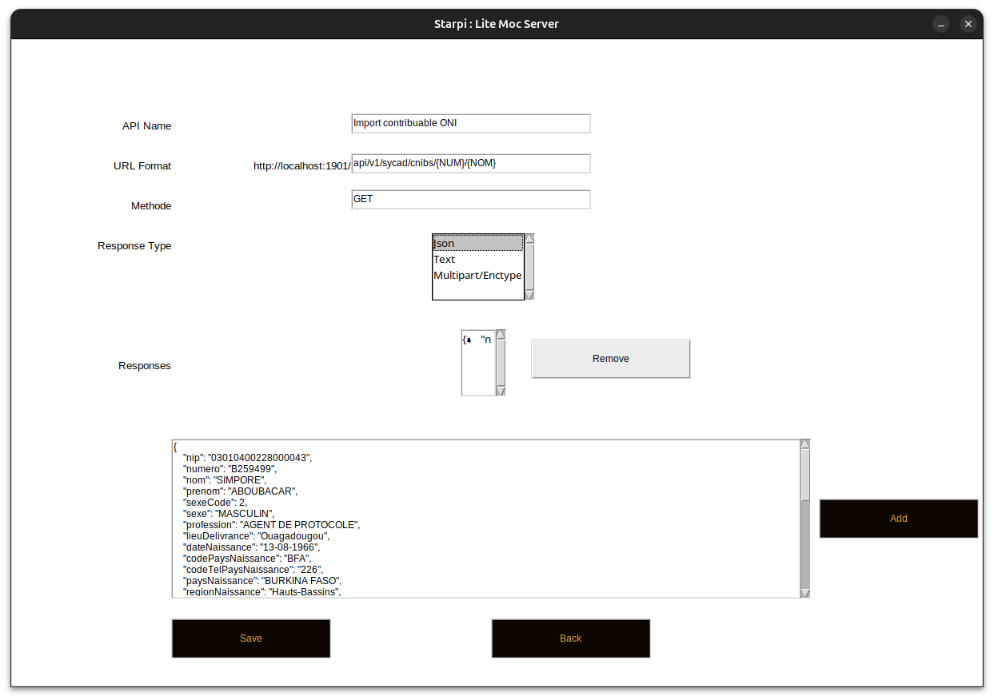 Starpi : Lite Moc Server
API Name
Import contribuable ONI
URL Format
http://localhost:1901/
api/v1/sycad/cnibs/{NUM}/{NOM}
Methode
GET
Response Type
Json
Text
Multipart/Enctype
Responses
{ "n
Remove
{
"nip": "03010400228000043",
"numero": "B259499",
"nom": "SIMPORE",
"prenom": "ABOUBACAR",
"sexeCode": 2,
"sexe": "MASCULIN",
"profession": "AGENT DE PROTOCOLE",
"lieuDelivrance": "Ouagadougou",
"dateNaissance": "13-08-1966",
"codePaysNaissance": "BFA",
"codeTelPaysNaissance": "226",
"paysNaissance": "BURKINA FASO",
"regionNaissance": "Hauts-Bassins",
Add
Save
Back